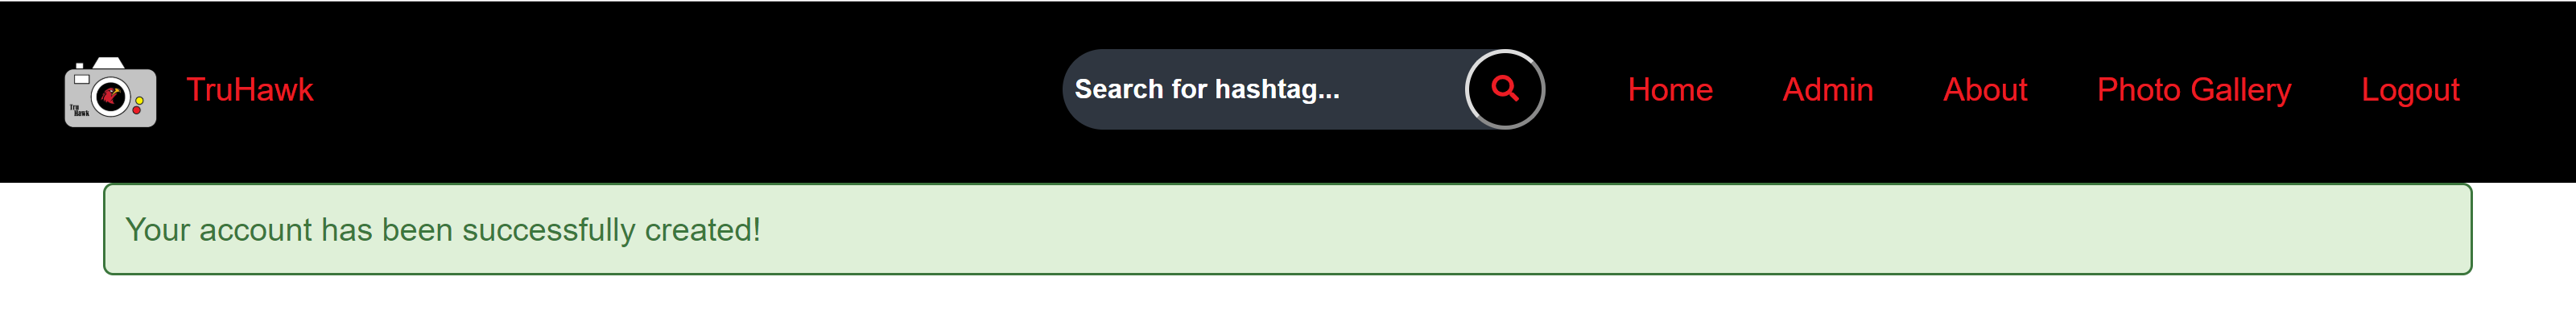 Tru
Hawk
TruHawk
Search for hashtag...
Home
Admin
About
Photo Gallery
Logout
Your account has been successfully created!